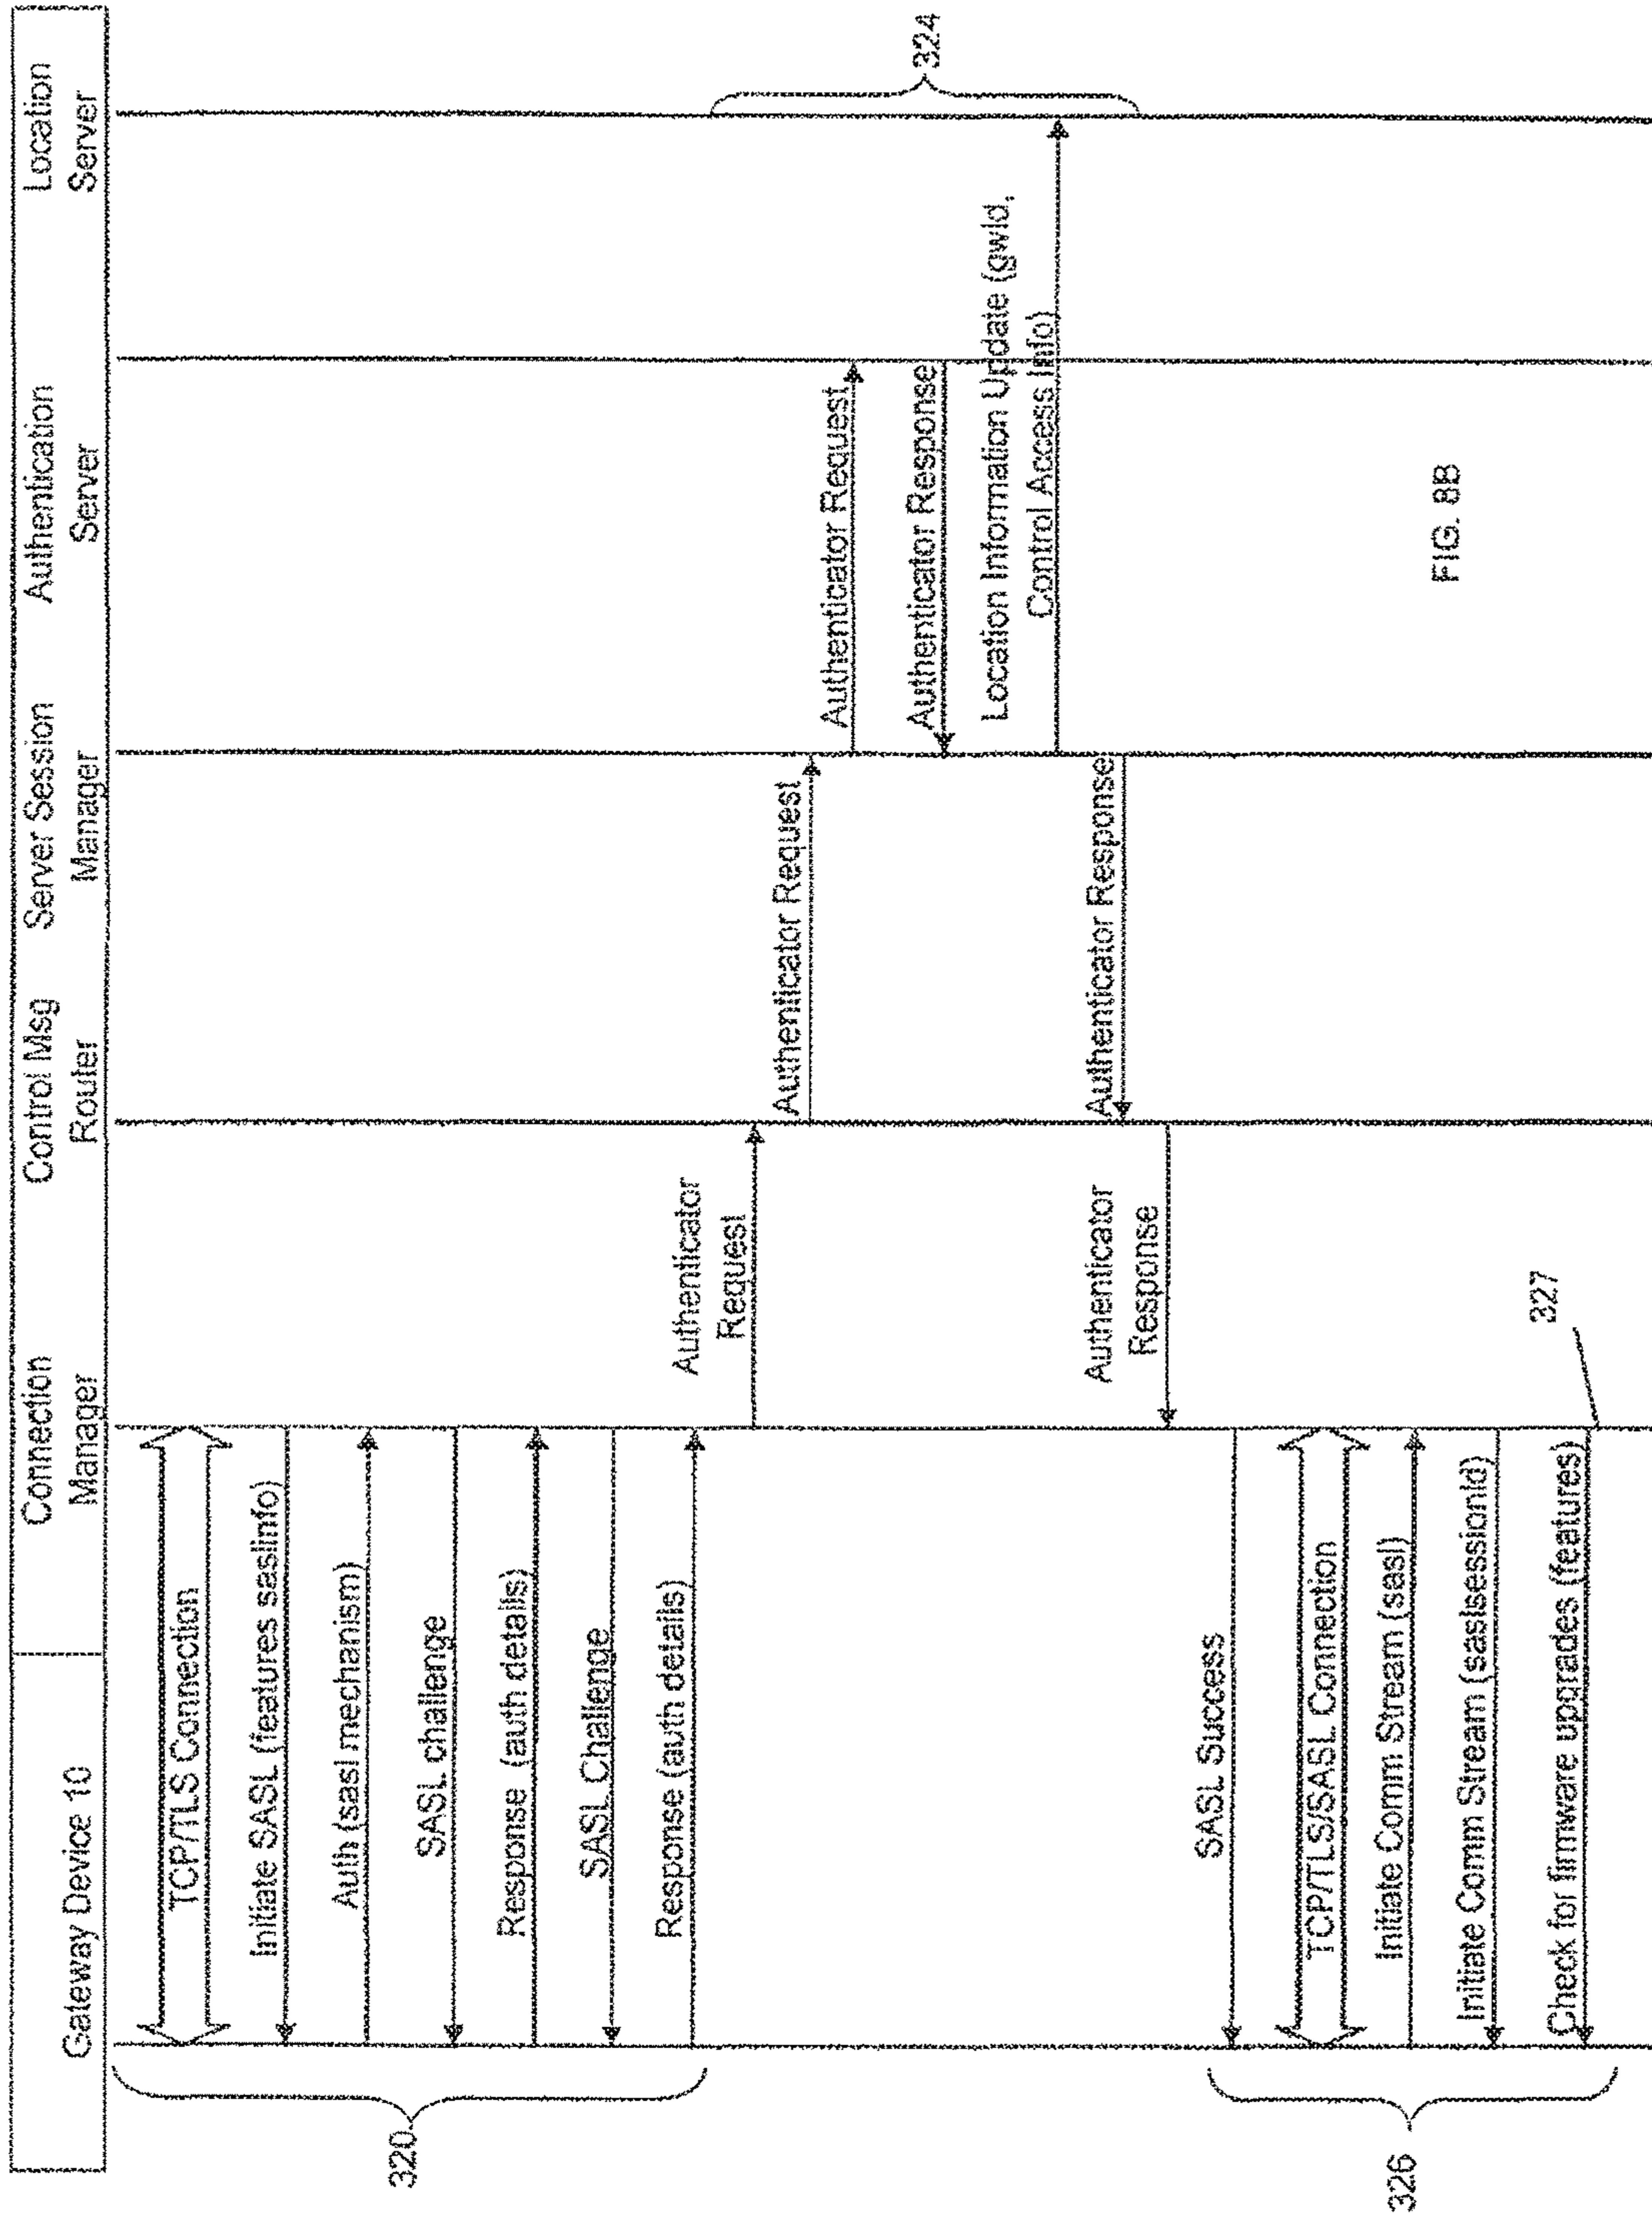 Gateway Device 10
Connection
Manager
Control Msg
Router
Server Session
Manager
Authentication
Server
Location
Server
320
TCP/TLS Connection
Initiate SASL (features saslinfo)
Auth (sasl mechanism)
SASL challenge
Response (auth details)
SASL Challenge
Response (auth details)
Authenticator
Request
Authenticator Request
Authenticator Request
Authenticator Response
Location Information Update (gwId,
Control Access Info)
324
Authenticator Response
Authenticator
Response
326
SASL Success
TCP/TLS/SASL Connection
Initiate Comm Stream (sasl)
Initiate Comm Stream (saslsessionId)
Check for firmware upgrades (features)
327
FIG. 8B